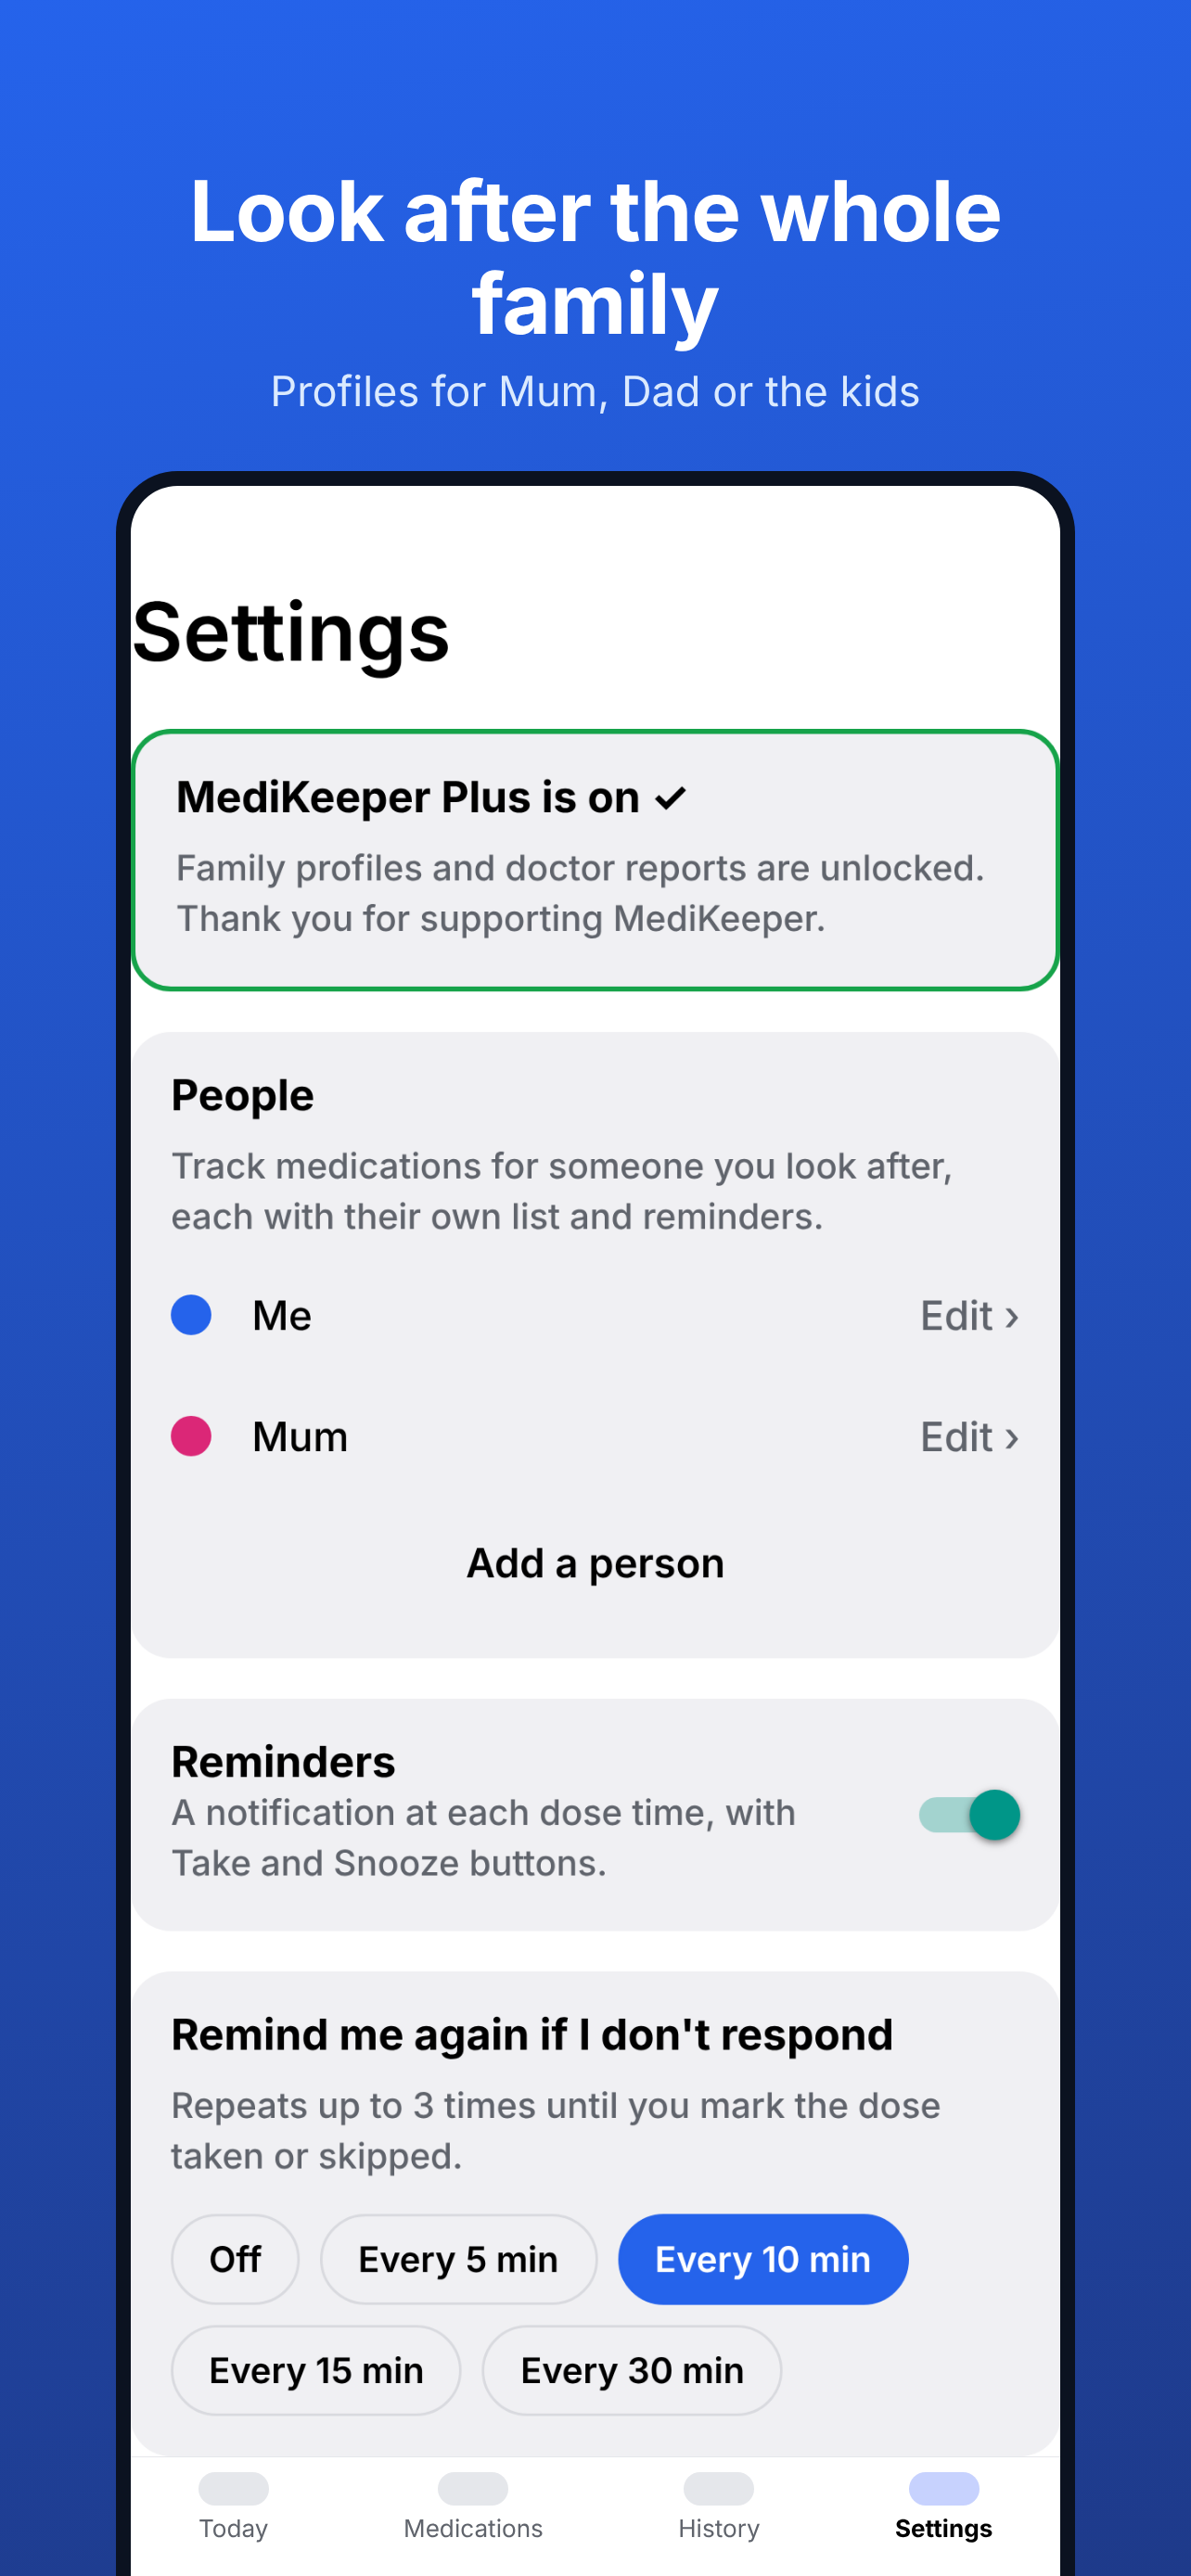 Look after the whole
family
Profiles for Mum, Dad or the kids
Settings
MediKeeper Plus is on ✓
Family profiles and doctor reports are unlocked.
Thank you for supporting MediKeeper.
People
Track medications for someone you look after,
each with their own list and reminders.
Me Edit ›
Mum Edit ›
Add a person
Reminders
A notification at each dose time, with
Take and Snooze buttons.
Remind me again if I don't respond
Repeats up to 3 times until you mark the dose
taken or skipped.
Off Every 5 min Every 10 min
Every 15 min Every 30 min
Today Medications History Settings